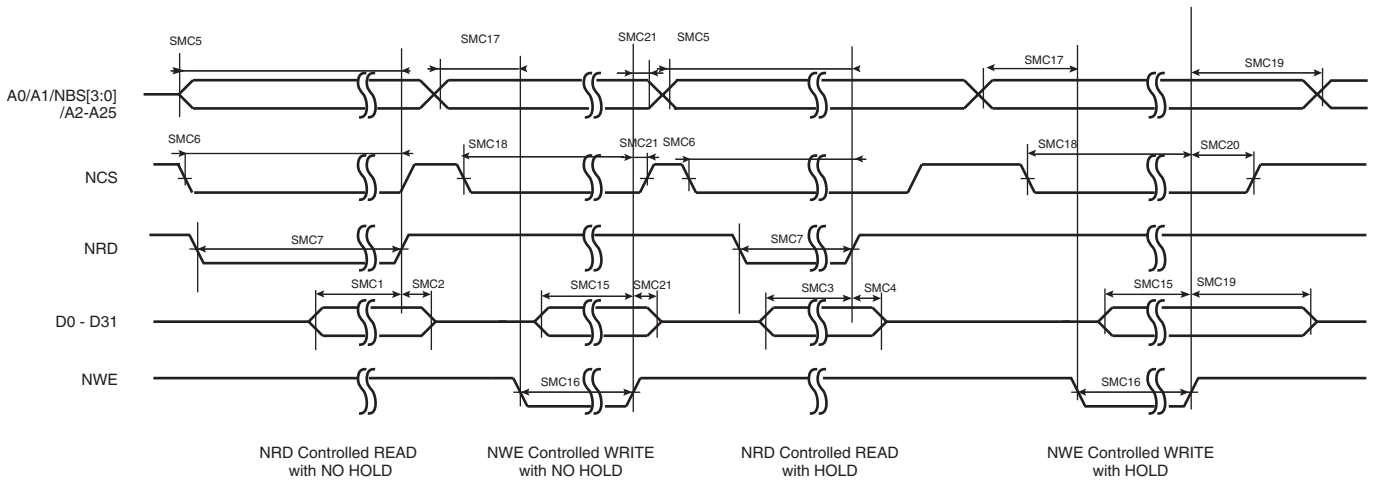 SMC5
SMC17
SMC21
SMC5
SMC17
SMC19
A0/A1/NBS[3:0]
/A2-A25
SMC6
SMC18
SMC21
SMC6
SMC18
SMC20
NCS
NRD
SMC7
SMC7
SMC1
SMC2
SMC15
SMC21
SMC3
SMC4
SMC15
SMC19
D0 - D31
NWE
SMC16
SMC16
NRD Controlled READ
with NO HOLD
NWE Controlled WRITE
with NO HOLD
NRD Controlled READ
with HOLD
NWE Controlled WRITE
with HOLD